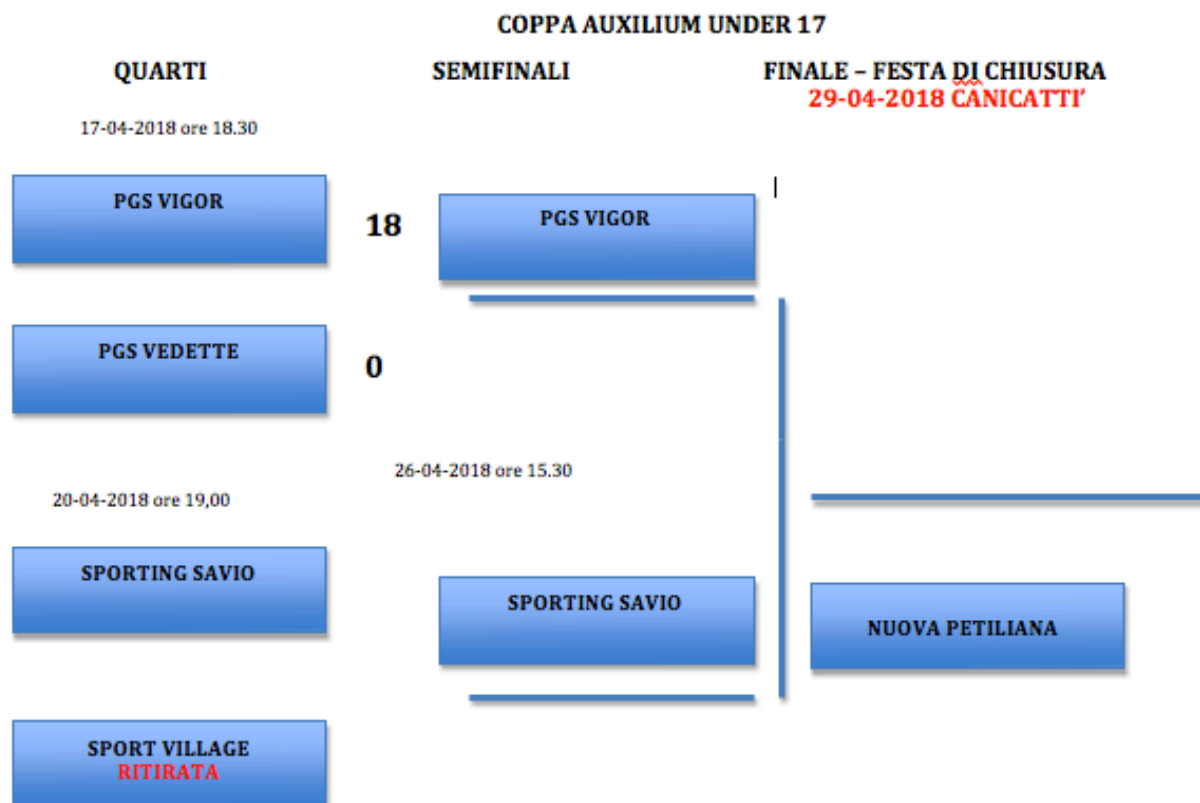 COPPA AUXILIUM UNDER 17
QUARTI
SEMIFINALI
FINALE – FESTA DI CHIUSURA
29-04-2018 CANICATTI'
17-04-2018 ore 18.30
PGS VIGOR
18
PGS VIGOR
PGS VEDETTE
0
26-04-2018 ore 15.30
20-04-2018 ore 19,00
SPORTING SAVIO
SPORTING SAVIO
NUOVA PETILIANA
SPORT VILLAGE
RITIRATA